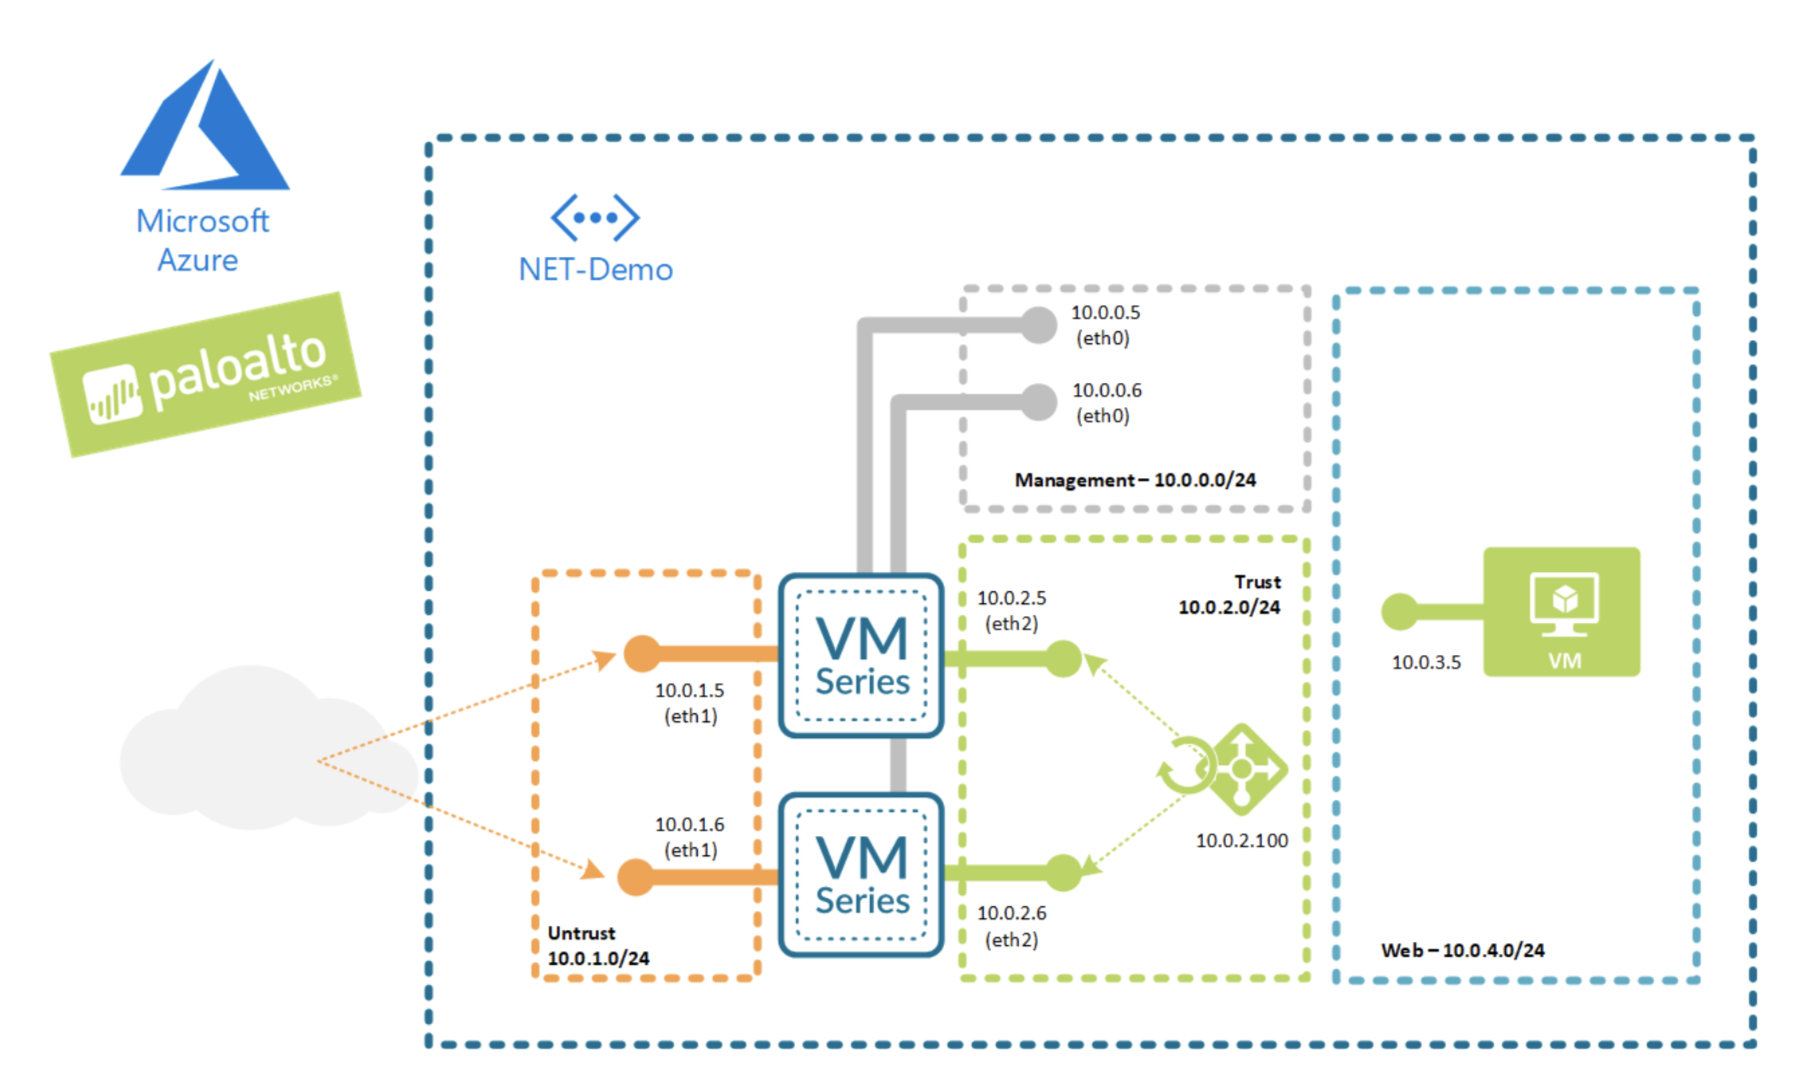 Microsoft
Azure
paloalto
NETWORKS®
NET-Demo
10.0.0.5
(eth0)
10.0.0.6
(eth0)
Management – 10.0.0.0/24
Untrust
10.0.1.0/24
10.0.1.5
(eth1)
10.0.1.6
(eth1)
VM
Series
VM
Series
Trust
10.0.2.0/24
10.0.2.5
(eth2)
10.0.2.6
(eth2)
10.0.2.100
VM
10.0.3.5
Web – 10.0.4.0/24